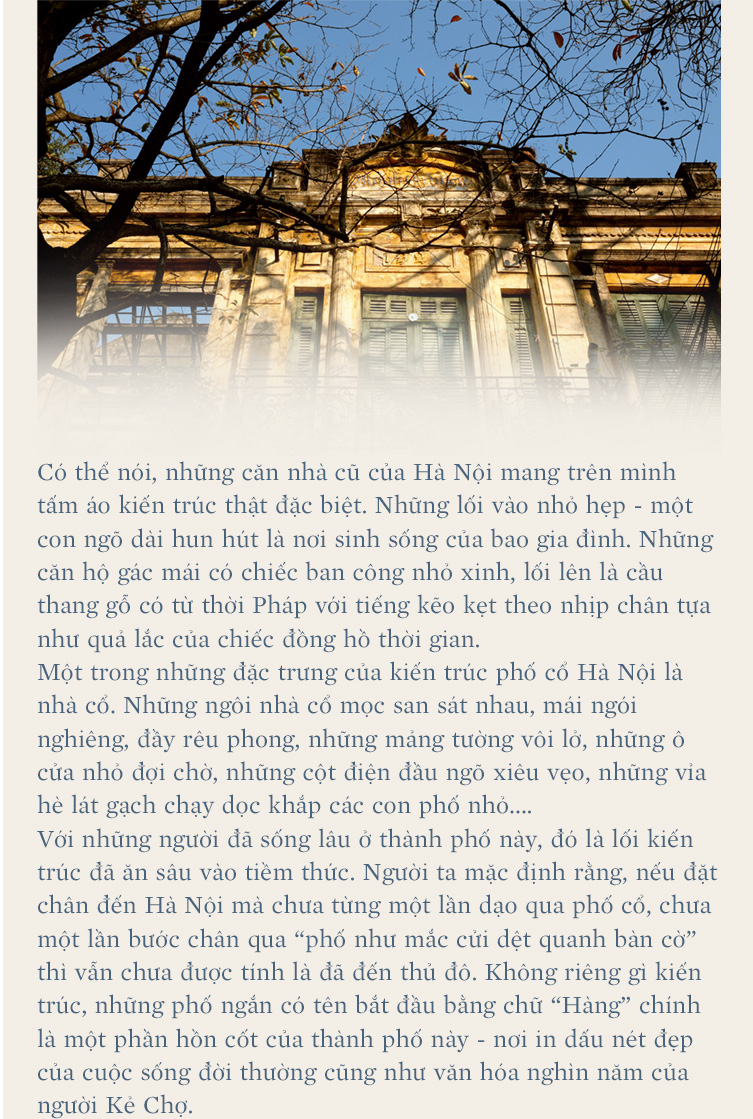 Có thể nói, những căn nhà cũ của Hà Nội mang trên mình
tấm áo kiến trúc thật đặc biệt. Những lối vào nhỏ hẹp - một
con ngõ dài hun hút là nơi sinh sống của bao gia đình. Những
căn hộ gác mái có chiếc ban công nhỏ xinh, lối lên là cầu
thang gỗ có từ thời Pháp với tiếng kẽo kẹt theo nhịp chân tựa
như quả lắc của chiếc đồng hồ thời gian.
Một trong những đặc trưng của kiến trúc phố cổ Hà Nội là
nhà cổ. Những ngôi nhà cổ mọc san sát nhau, mái ngói
nghiêng, đầy rêu phong, những mảng tường vôi lở, những ô
cửa nhỏ đợi chờ, những cột điện đầu ngõ xiêu vẹo, những vỉa
hè lát gạch chạy dọc khắp các con phố nhỏ....
Với những người đã sống lâu ở thành phố này, đó là lối kiến
trúc đã ăn sâu vào tiềm thức. Người ta mặc định rằng, nếu đặt
chân đến Hà Nội mà chưa từng một lần dạo qua phố cổ, chưa
một lần bước chân qua “phố như mắc cửi dệt quanh bàn cờ”
thì vẫn chưa được tính là đã đến thủ đô. Không riêng gì kiến
trúc, những phố ngắn có tên bắt đầu bằng chữ “Hàng” chính
là một phần hồn cốt của thành phố này - nơi in dấu nét đẹp
của cuộc sống đời thường cũng như văn hóa nghìn năm của
người Kẻ Chợ.